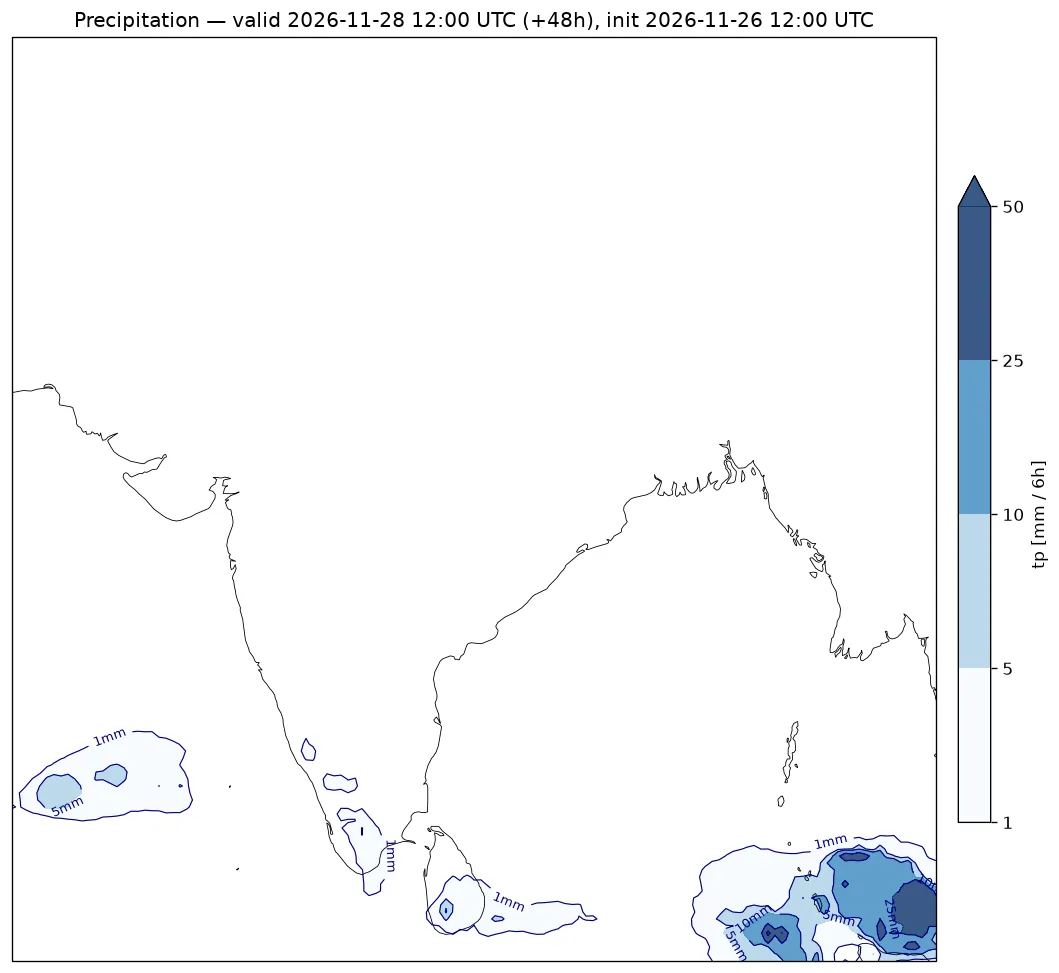 Precipitation — valid 2026-11-28 12:00 UTC (+48h), init 2026-11-26 12:00 UTC
50
25
10
5
1
tp [mm / 6h]
1mm
5mm
1mm
1mm
1mm
10mm
5mm
5mm
25mm